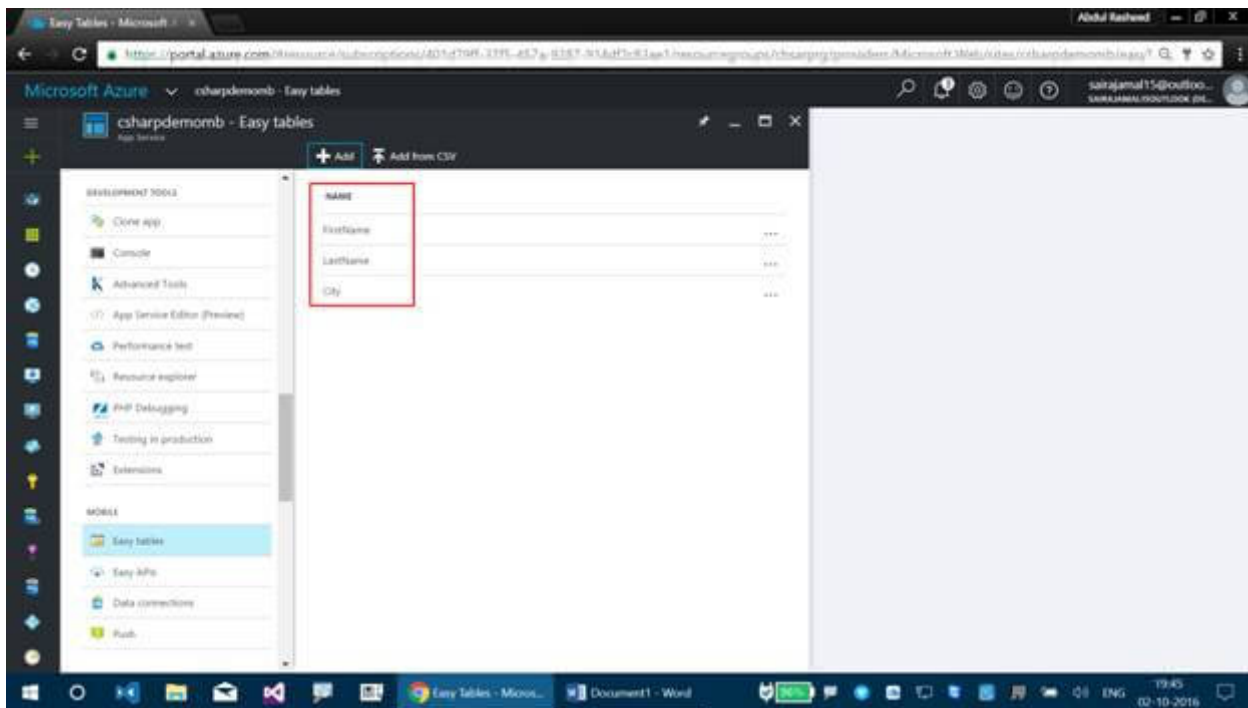 Easy Tables - Microsoft
Abdul Rasheed
https://portal.azure.com
Microsoft Azure
csharpdemomb - Easy tables
sairajamal15@outloo...
csharpdemomb - Easy tables
App Service
Add
Add from CSV
DEVELOPMENT TOOLS
Clone app
Console
Advanced Tools
App Service Editor (Preview)
Performance test
Resource explorer
PHP Debugging
Testing in production
Extensions
MOBILE
Easy tables
Easy APIs
Data connections
Push
NAME
FirstName
LastName
City
Easy Tables - Micros...
Document1 - Word
ENG
19:45
02-10-2016